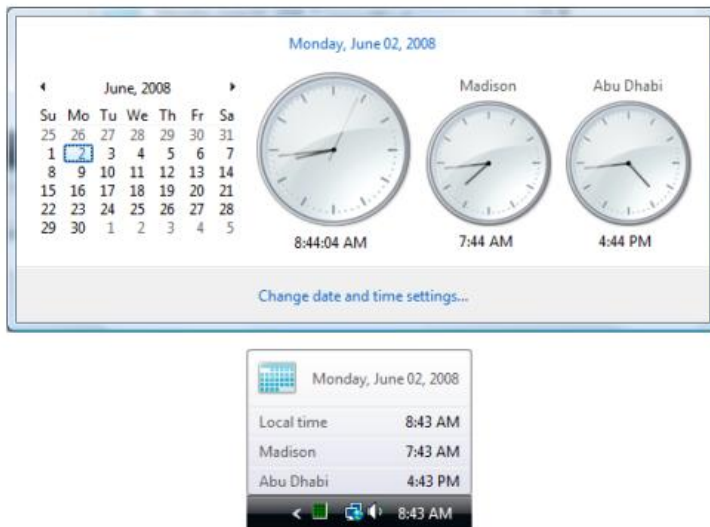 Monday, June 02, 2008
June, 2008
Su Mo Tu We Th Fr Sa
25 26 27 28 29 30 31
1 2 3 4 5 6 7
8 9 10 11 12 13 14
15 16 17 18 19 20 21
22 23 24 25 26 27 28
29 30 1 2 3 4 5
8:44:04 AM
Madison
7:44 AM
Abu Dhabi
4:44 PM
Change date and time settings...
Monday, June 02, 2008
Local time 8:43 AM
Madison 7:43 AM
Abu Dhabi 4:43 PM
8:43 AM